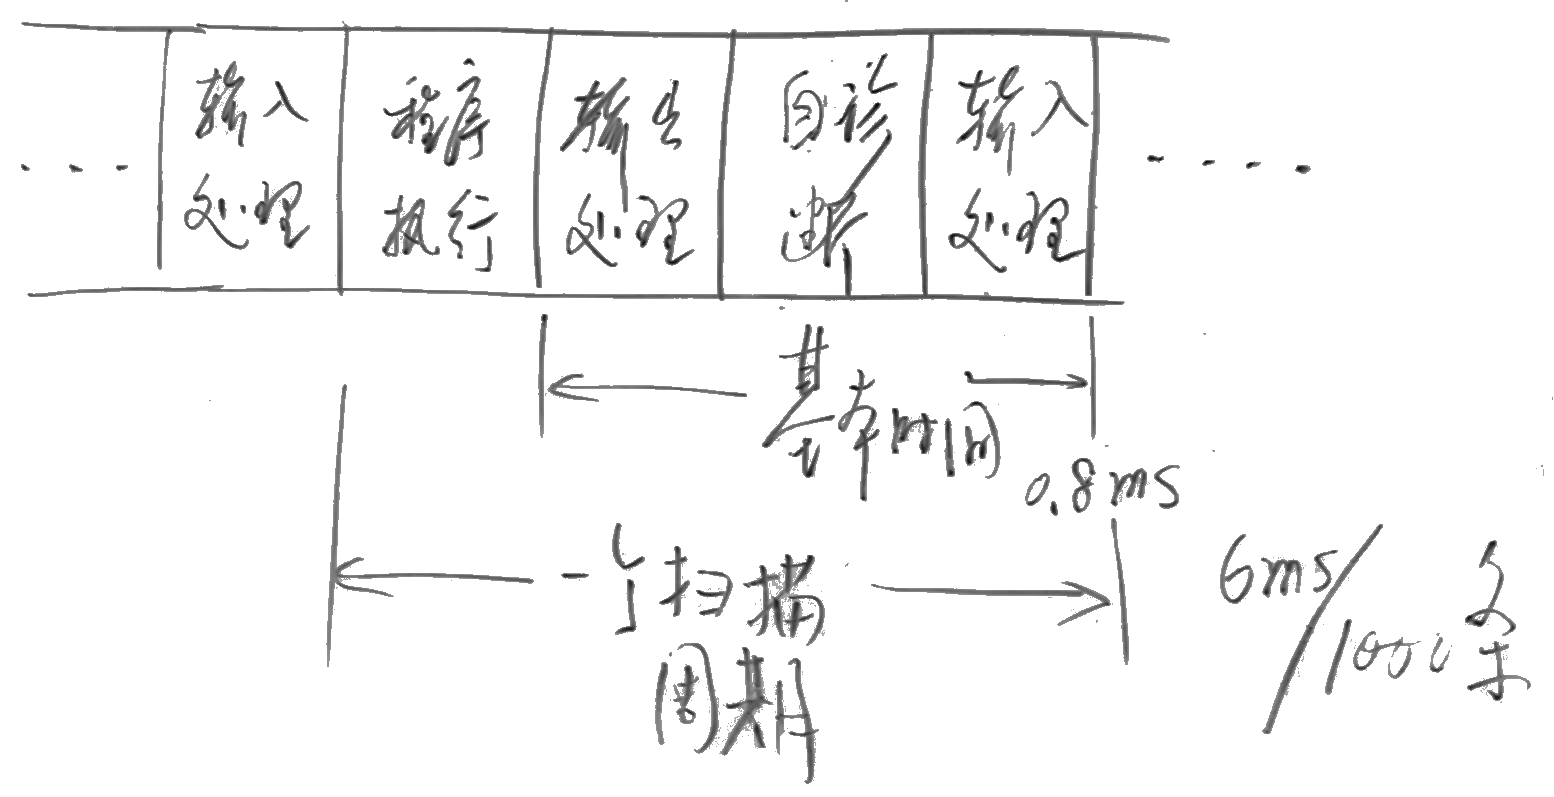 ···· 输入处理 程序执行 输出处理 自诊断 输入处理 ····
基本时间
0.8ms
一个扫描周期
6ms/1000条